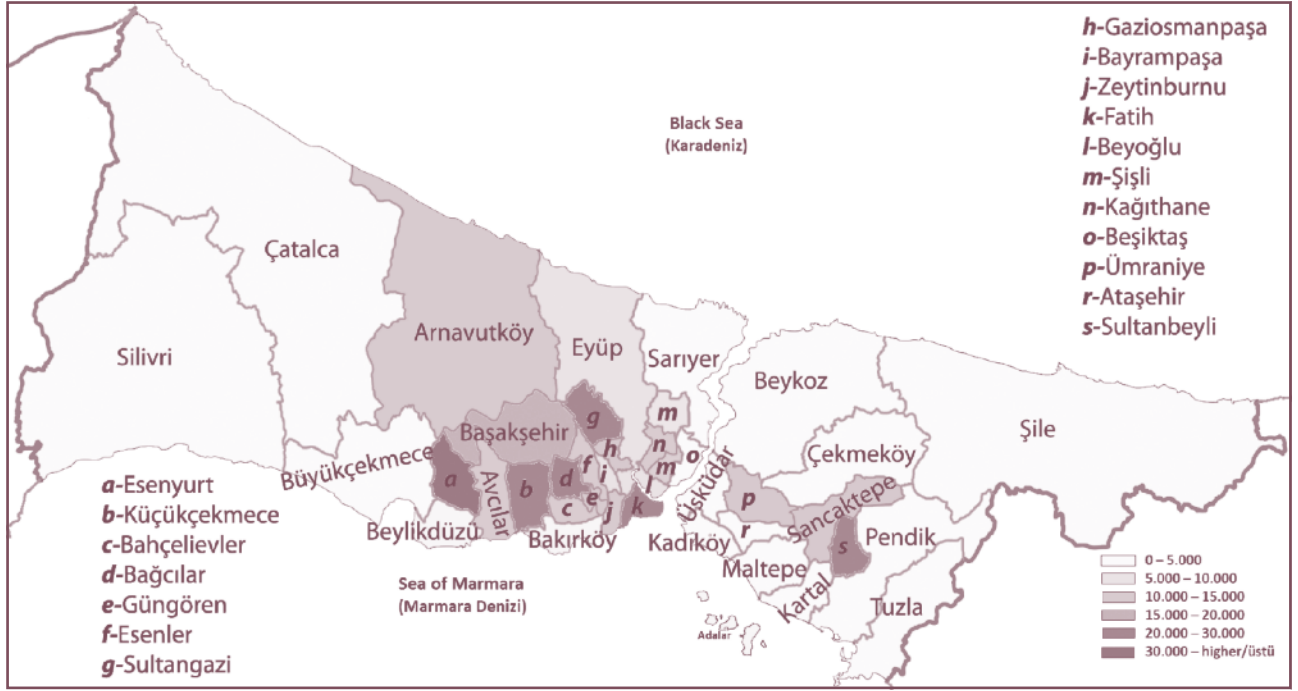 h-Gaziosmanpaşa
i-Bayrampaşa
j-Zeytinburnu
k-Fatih
l-Beyoğlu
m-Şişli
n-Kağıthane
o-Beşiktaş
p-Ümraniye
r-Ataşehir
s-Sultanbeyli
Black Sea
(Karadeniz)
Çatalca
Silivri
Arnavutköy
Eyüp
Sarıyer
Beykoz
Şile
Çekmeköy
Büyükçekmece
Başakşehir
Avcılar
Beylikdüzü
Bakırköy
Üsküdar
Kadıköy
Sancaktepe
Pendik
Maltepe
Kartal
Tuzla
Adalar
a
b
c
d
e
f
g
h
i
j
k
l
m
n
m
o
p
r
s
a-Esenyurt
b-Küçükçekmece
c-Bahçelievler
d-Bağcılar
e-Güngören
f-Esenler
g-Sultangazi
Sea of Marmara
(Marmara Denizi)
0 – 5.000
5.000 – 10.000
10.000 – 15.000
15.000 – 20.000
20.000 – 30.000
30.000 – higher/üstü